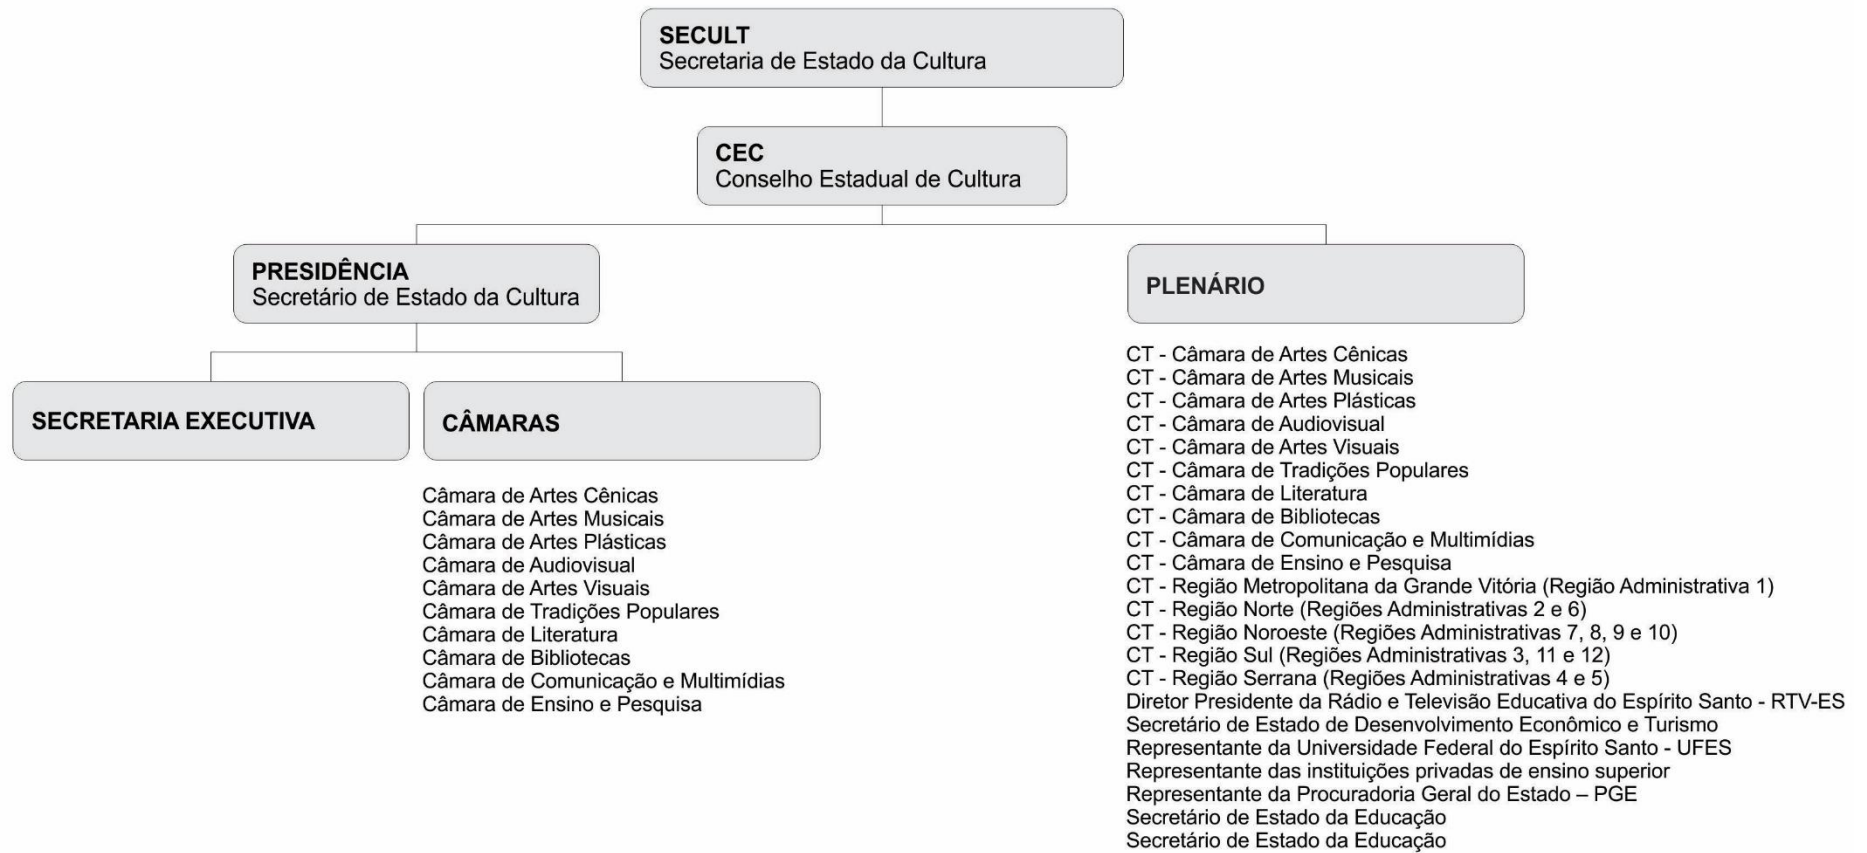 SECULT
Secretaria de Estado da Cultura
CEC
Conselho Estadual de Cultura
PRESIDÊNCIA
Secretário de Estado da Cultura
PLENÁRIO
SECRETARIA EXECUTIVA
CÂMARAS
Câmara de Artes Cênicas
Câmara de Artes Musicais
Câmara de Artes Plásticas
Câmara de Audiovisual
Câmara de Artes Visuais
Câmara de Tradições Populares
Câmara de Literatura
Câmara de Bibliotecas
Câmara de Comunicação e Multimídias
Câmara de Ensino e Pesquisa
CT - Câmara de Artes Cênicas
CT - Câmara de Artes Musicais
CT - Câmara de Artes Plásticas
CT - Câmara de Audiovisual
CT - Câmara de Artes Visuais
CT - Câmara de Tradições Populares
CT - Câmara de Literatura
CT - Câmara de Bibliotecas
CT - Câmara de Comunicação e Multimídias
CT - Câmara de Ensino e Pesquisa
CT - Região Metropolitana da Grande Vitória (Região Administrativa 1)
CT - Região Norte (Regiões Administrativas 2 e 6)
CT - Região Noroeste (Regiões Administrativas 7, 8, 9 e 10)
CT - Região Sul (Regiões Administrativas 3, 11 e 12)
CT - Região Serrana (Regiões Administrativas 4 e 5)
Diretor Presidente da Rádio e Televisão Educativa do Espírito Santo - RTV-ES
Secretário de Estado de Desenvolvimento Econômico e Turismo
Representante da Universidade Federal do Espírito Santo - UFES
Representante das instituições privadas de ensino superior
Representante da Procuradoria Geral do Estado – PGE
Secretário de Estado da Educação
Secretário de Estado da Educação